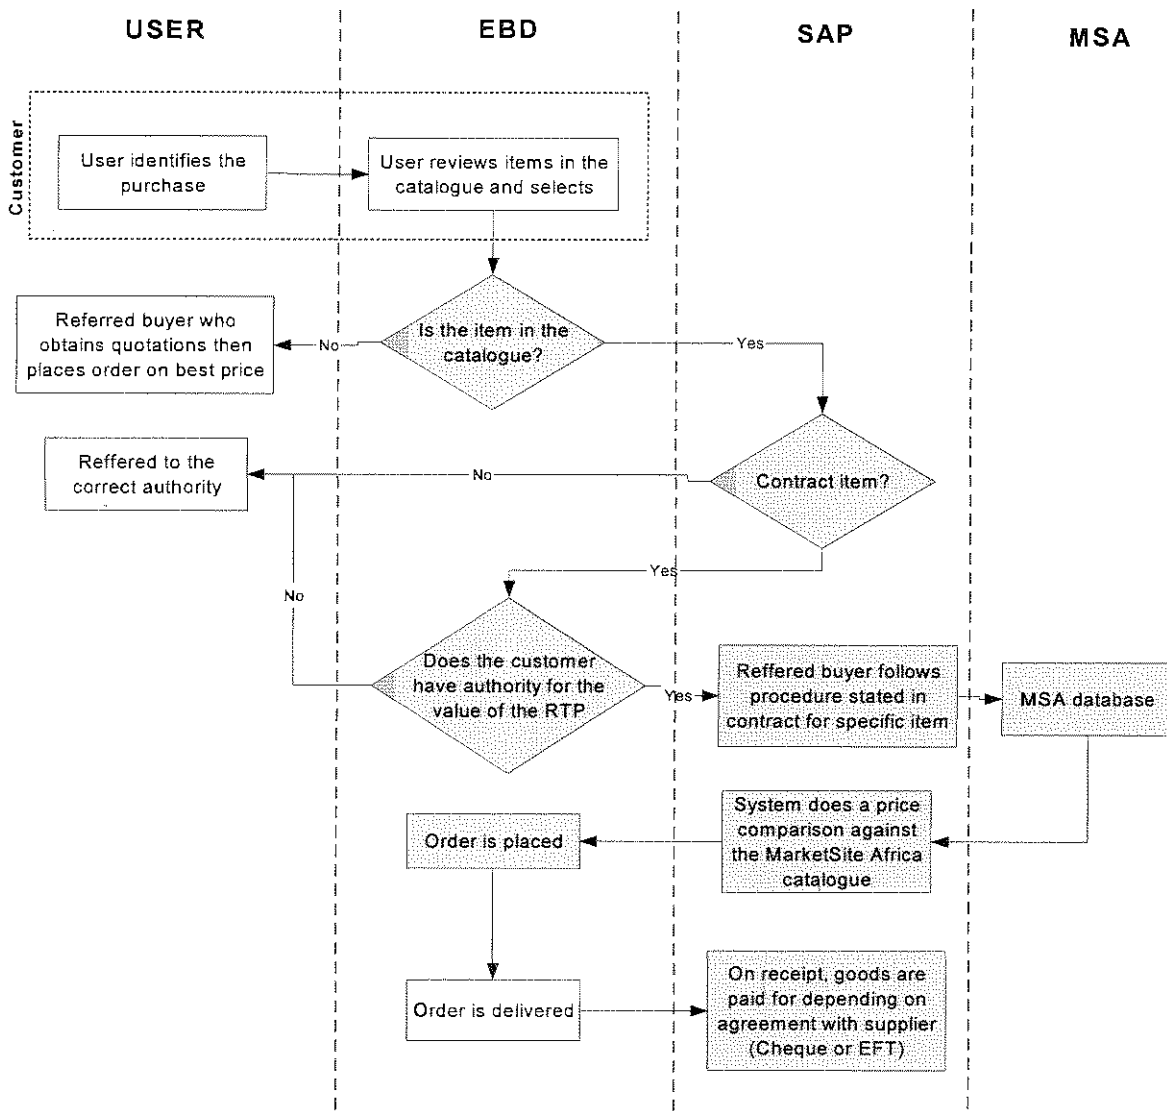 USER
EBD
SAP
MSA
Customer
User identifies the
purchase
User reviews items in the
catalogue and selects
Is the item in the
catalogue?
No
Yes
Referred buyer who
obtains quotations then
places order on best price
Contract item?
No
Reffered to the
correct authority
Yes
No
Does the customer
have authority for the
value of the RTP
Yes
Reffered buyer follows
procedure stated in
contract for specific item
MSA database
System does a price
comparison against
the MarketSite Africa
catalogue
Order is placed
Order is delivered
On receipt, goods are
paid for depending on
agreement with supplier
(Cheque or EFT)